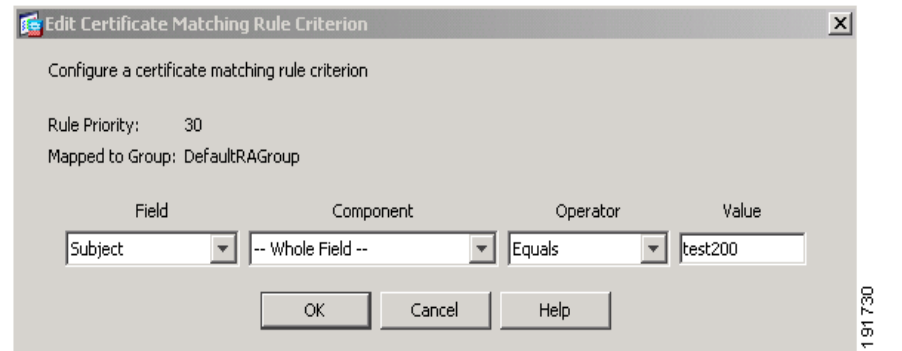 Edit Certificate Matching Rule Criterion
Configure a certificate matching rule criterion
Rule Priority: 30
Mapped to Group: DefaultRAGroup
Field Component Operator Value
Subject -- Whole Field -- Equals test200
OK Cancel Help
191730